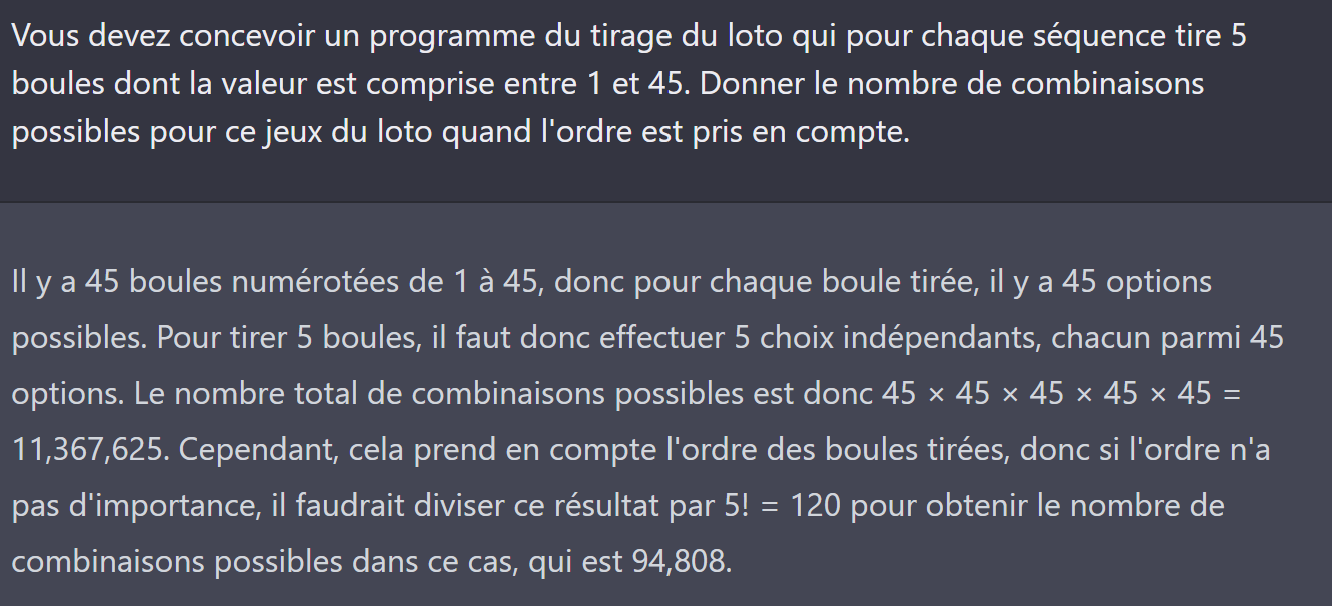 Vous devez concevoir un programme du tirage du loto qui pour chaque séquence tire 5
boules dont la valeur est comprise entre 1 et 45. Donner le nombre de combinaisons
possibles pour ce jeux du loto quand l'ordre est pris en compte.
Il y a 45 boules numérotées de 1 à 45, donc pour chaque boule tirée, il y a 45 options
possibles. Pour tirer 5 boules, il faut donc effectuer 5 choix indépendants, chacun parmi 45
options. Le nombre total de combinaisons possibles est donc 45 × 45 × 45 × 45 × 45 =
11,367,625. Cependant, cela prend en compte l'ordre des boules tirées, donc si l'ordre n'a
pas d'importance, il faudrait diviser ce résultat par 5! = 120 pour obtenir le nombre de
combinaisons possibles dans ce cas, qui est 94,808.